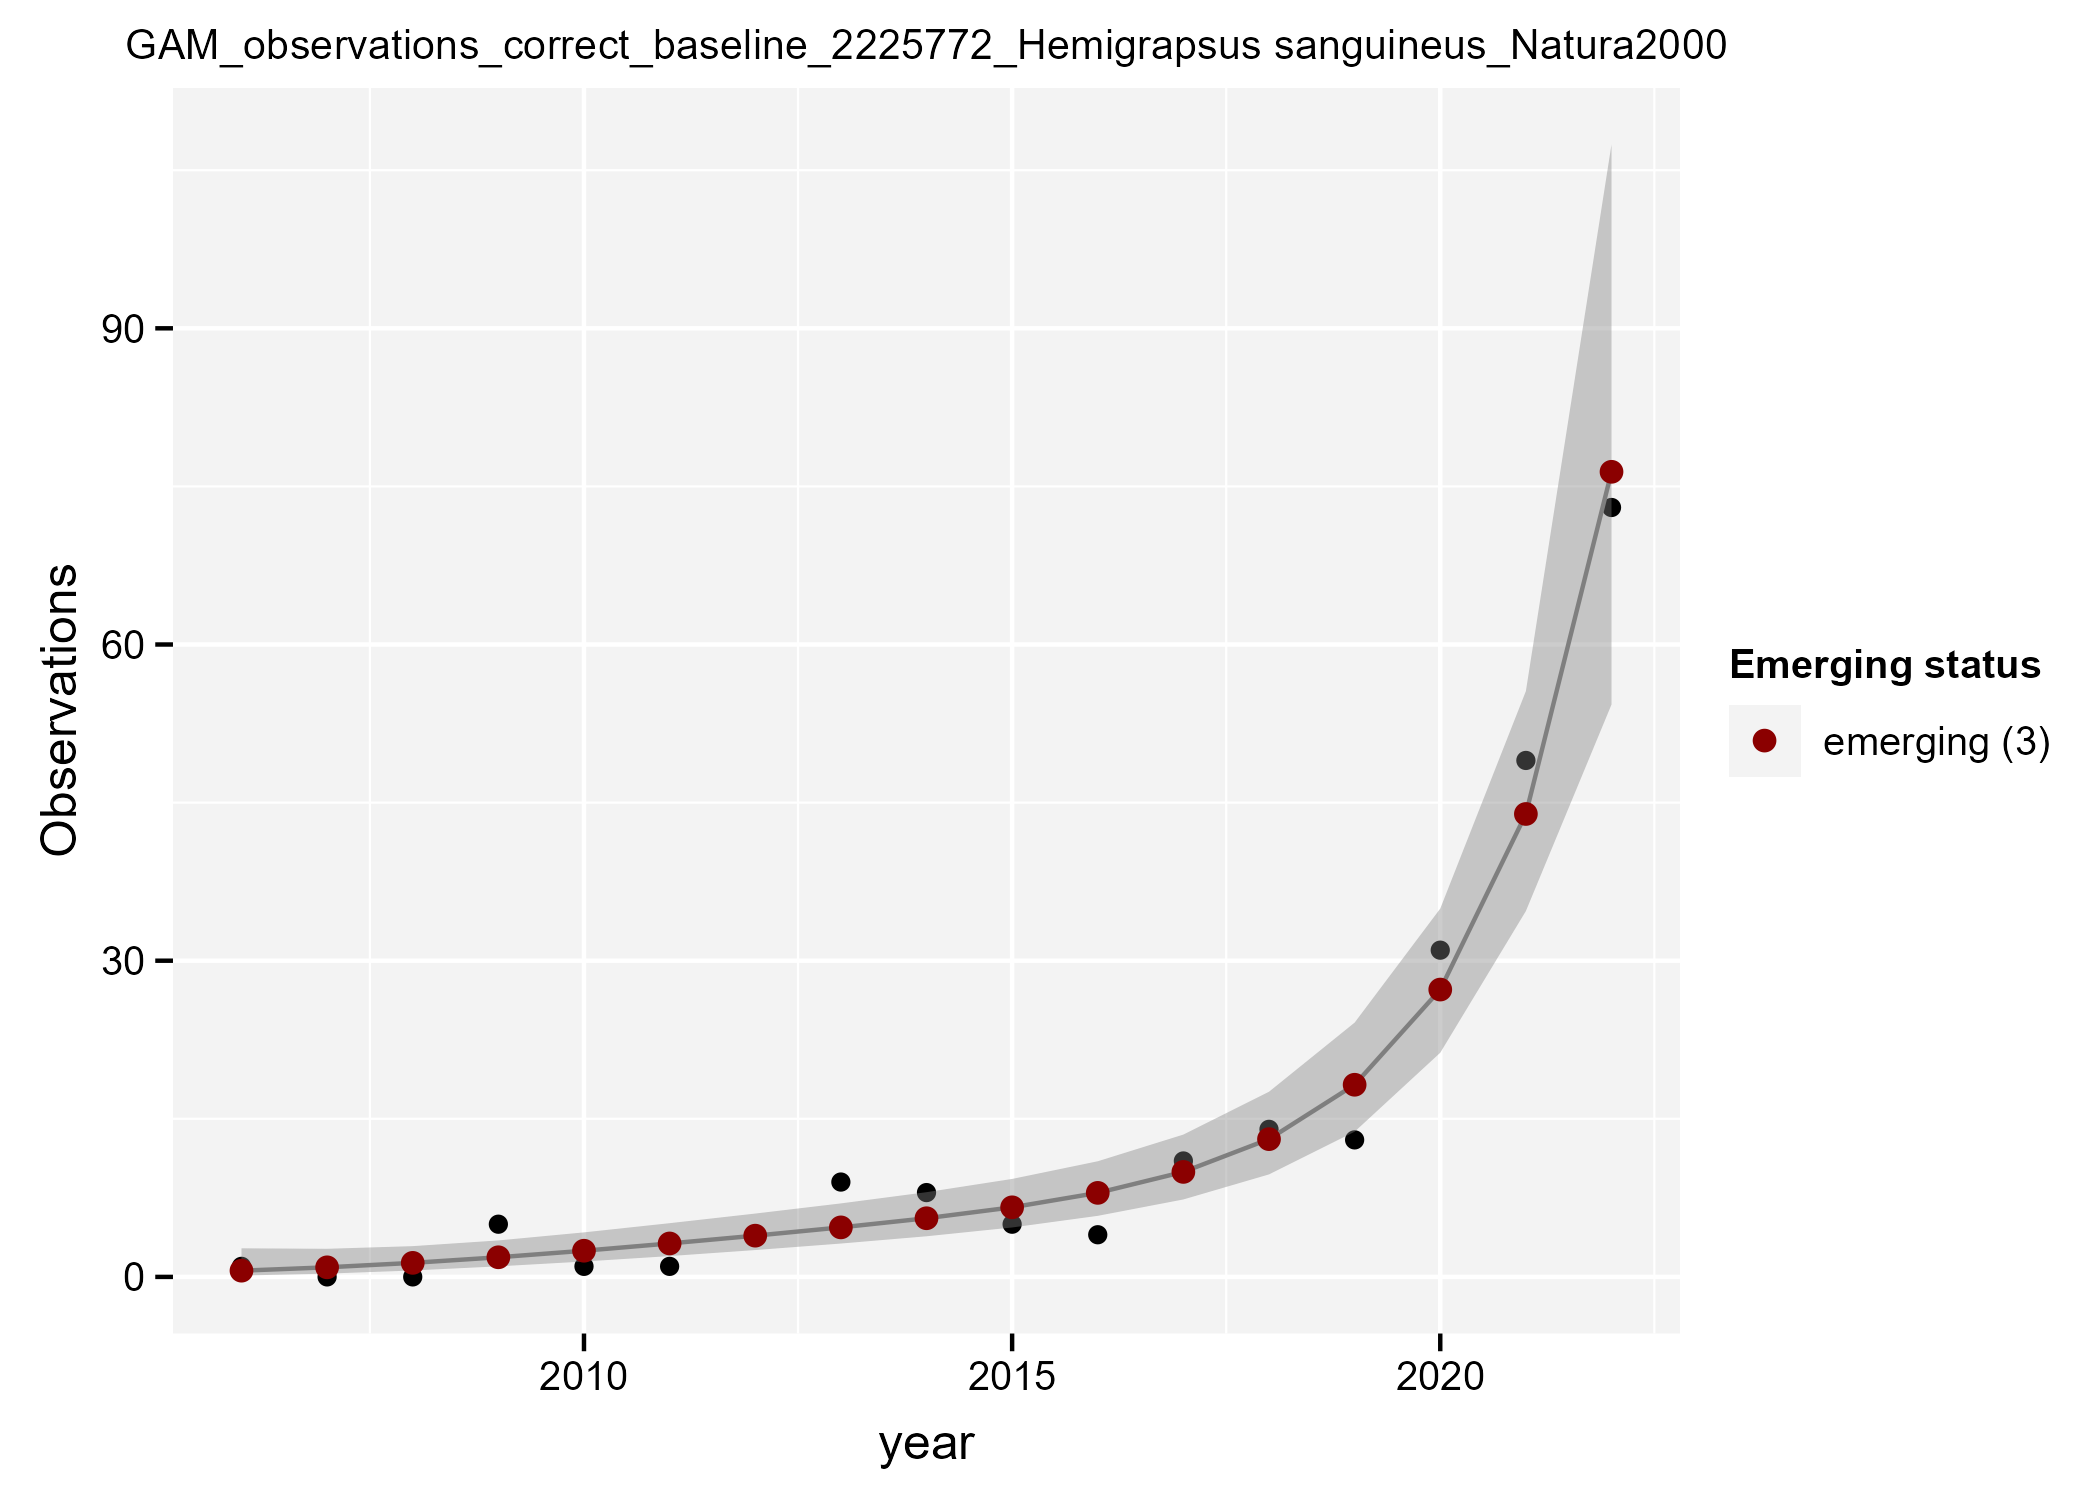 GAM_observations_correct_baseline_2225772_Hemigrapsus sanguineus_Natura2000
90
60
30
0
Observations
2010
2015
2020
year
Emerging status
emerging (3)